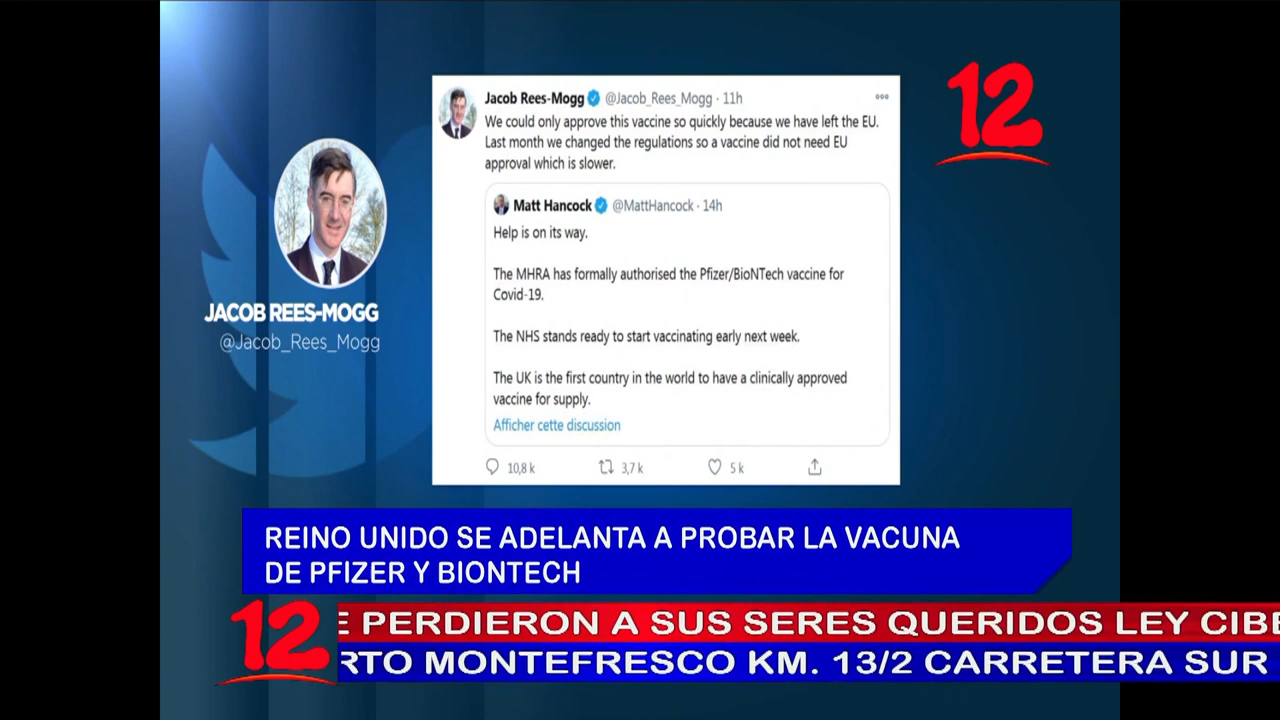 12
Jacob Rees-Mogg @Jacob_Rees_Mogg · 11h
We could only approve this vaccine so quickly because we have left the EU.
Last month we changed the regulations so a vaccine did not need EU
approval which is slower.
Matt Hancock @MattHancock · 14h
Help is on its way.
The MHRA has formally authorised the Pfizer/BioNTech vaccine for
Covid-19.
The NHS stands ready to start vaccinating early next week.
The UK is the first country in the world to have a clinically approved
vaccine for supply.
Afficher cette discussion
10,8 k 3,7 k 5 k
JACOB REES-MOGG
@Jacob_Rees_Mogg
REINO UNIDO SE ADELANTA A PROBAR LA VACUNA
DE PFIZER Y BIONTECH
12
E PERDIERON A SUS SERES QUERIDOS LEY CIBE
RTO MONTEFRESCO KM. 13/2 CARRETERA SUR